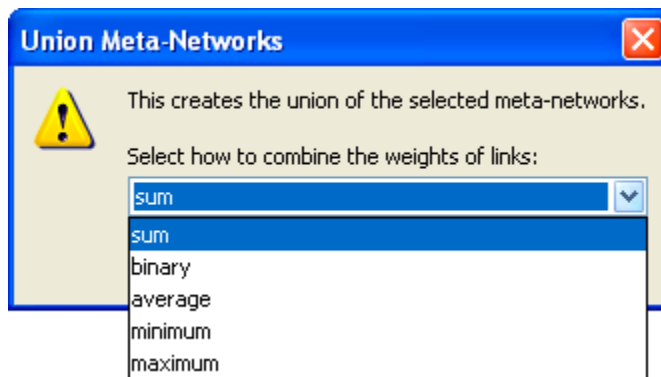 Union Meta-Networks
This creates the union of the selected meta-networks.
Select how to combine the weights of links:
sum
sum
binary
average
minimum
maximum